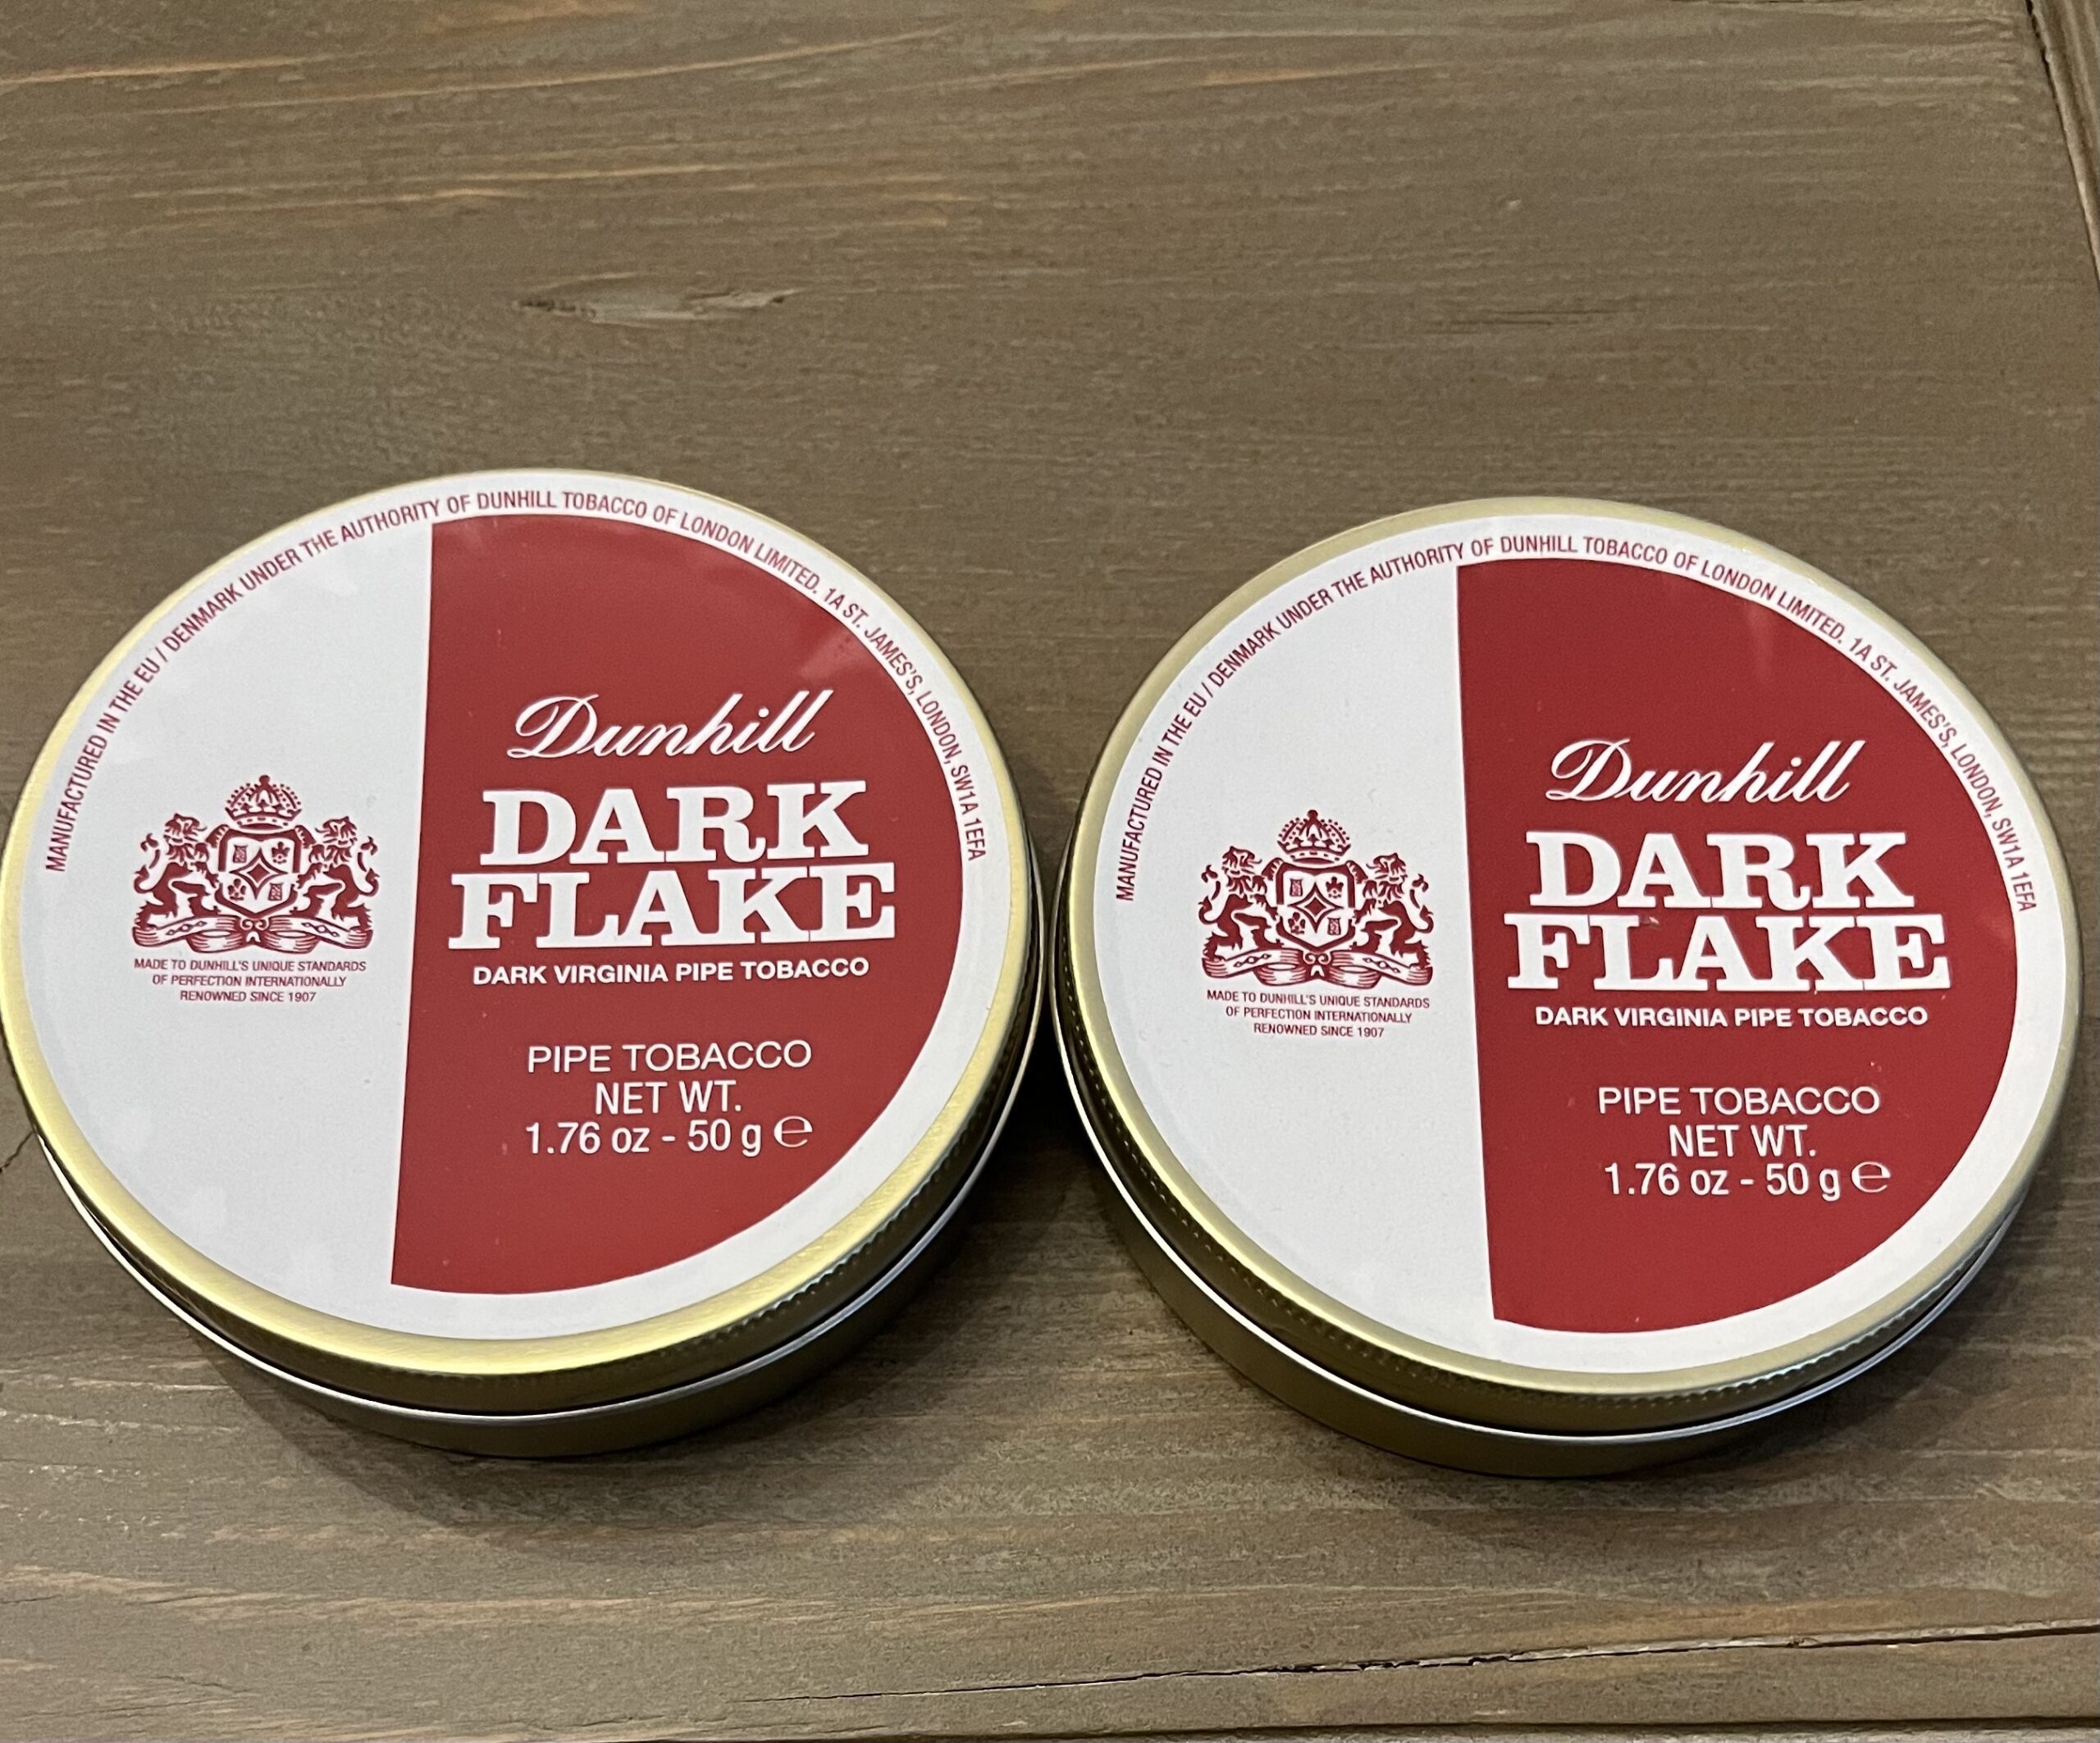 MANUFACTURED IN THE EU / DENMARK UNDER THE AUTHORITY OF DUNHILL TOBACCO OF LONDON LIMITED. 1A ST. JAMES'S, LONDON, SW1A 1EFA
Dunhill
DARK
FLAKE
DARK VIRGINIA PIPE TOBACCO
MADE TO DUNHILL'S UNIQUE STANDARDS
OF PERFECTION INTERNATIONALLY
RENOWNED SINCE 1907
PIPE TOBACCO
NET WT.
1.76 oz - 50 g ℮
MANUFACTURED IN THE EU / DENMARK UNDER THE AUTHORITY OF DUNHILL TOBACCO OF LONDON LIMITED. 1A ST. JAMES'S, LONDON, SW1A 1EFA
Dunhill
DARK
FLAKE
DARK VIRGINIA PIPE TOBACCO
MADE TO DUNHILL'S UNIQUE STANDARDS
OF PERFECTION INTERNATIONALLY
RENOWNED SINCE 1907
PIPE TOBACCO
NET WT.
1.76 oz - 50 g ℮